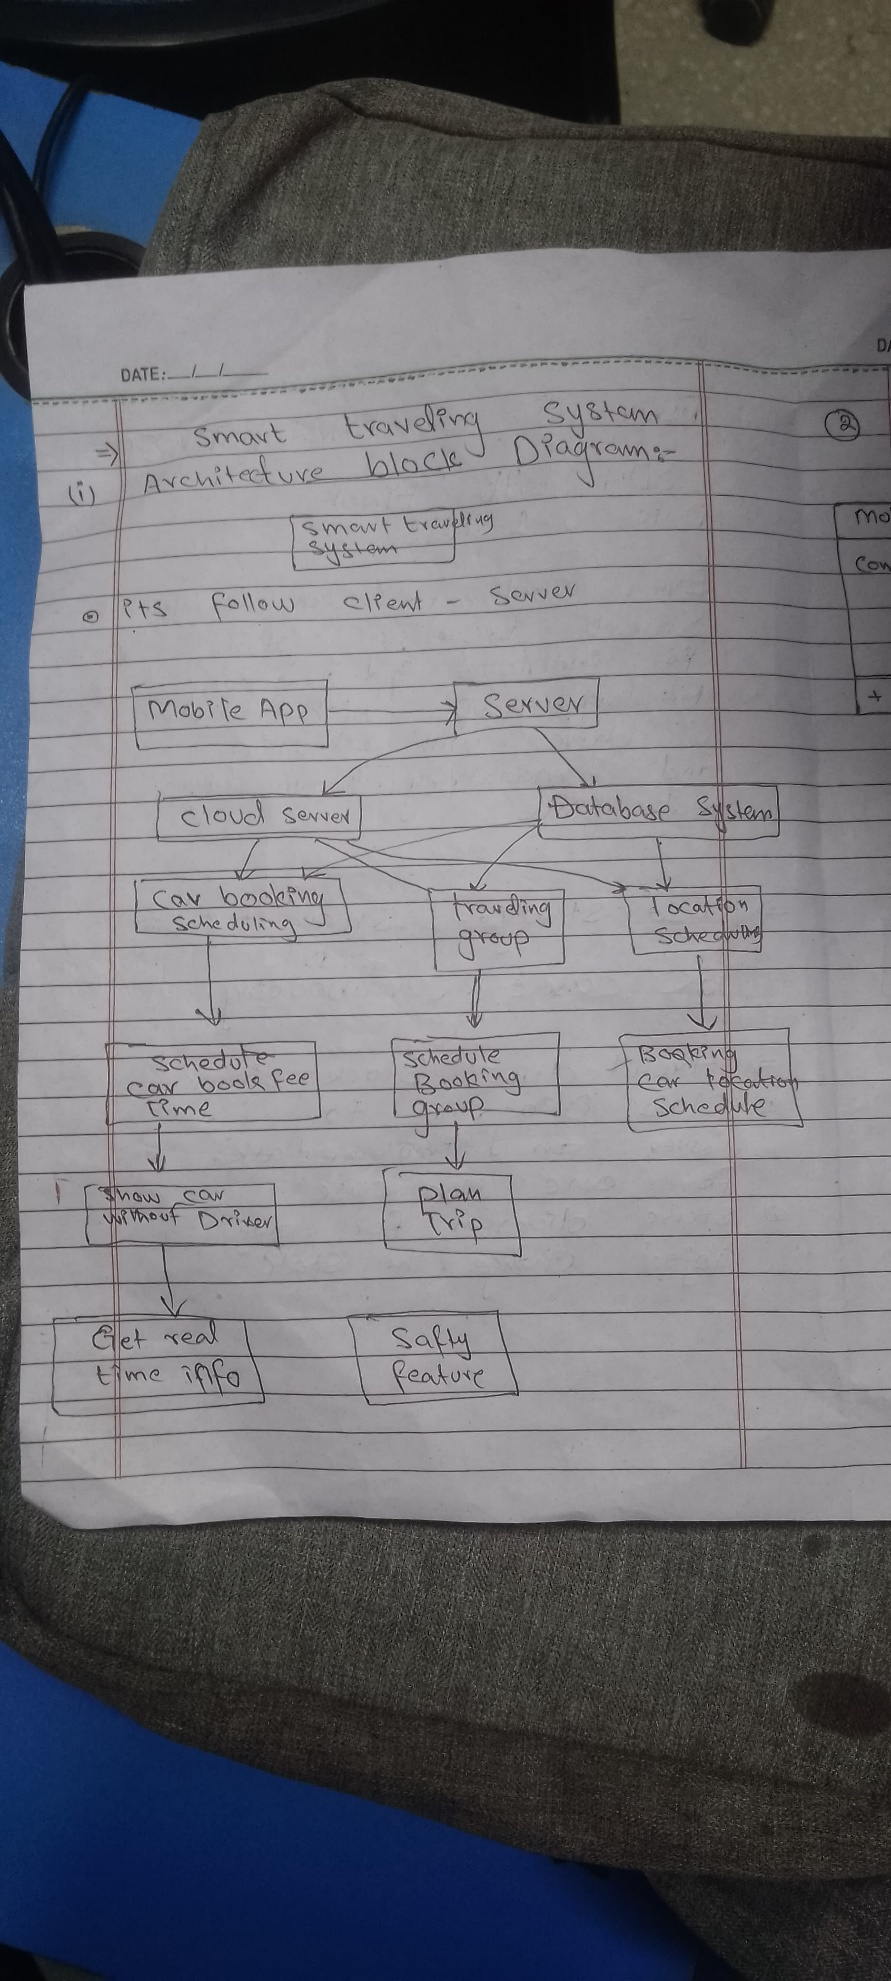 DATE: / /
DA
⇒ Smart traveling System
②
(i) Architecture block Diagram:-
Smart traveling
System
Mo
Con
⊙ its follow client - server
Mobile App
Server
+
Cloud server
Database System
Car booking
scheduling
traveling
group
location
Scheduling
schedule
car book fee
time
Schedule
Booking
group
Booking
Car location
Schedule
Show car
without Driver
plan
Trip
Get real
time info
Safty
feature